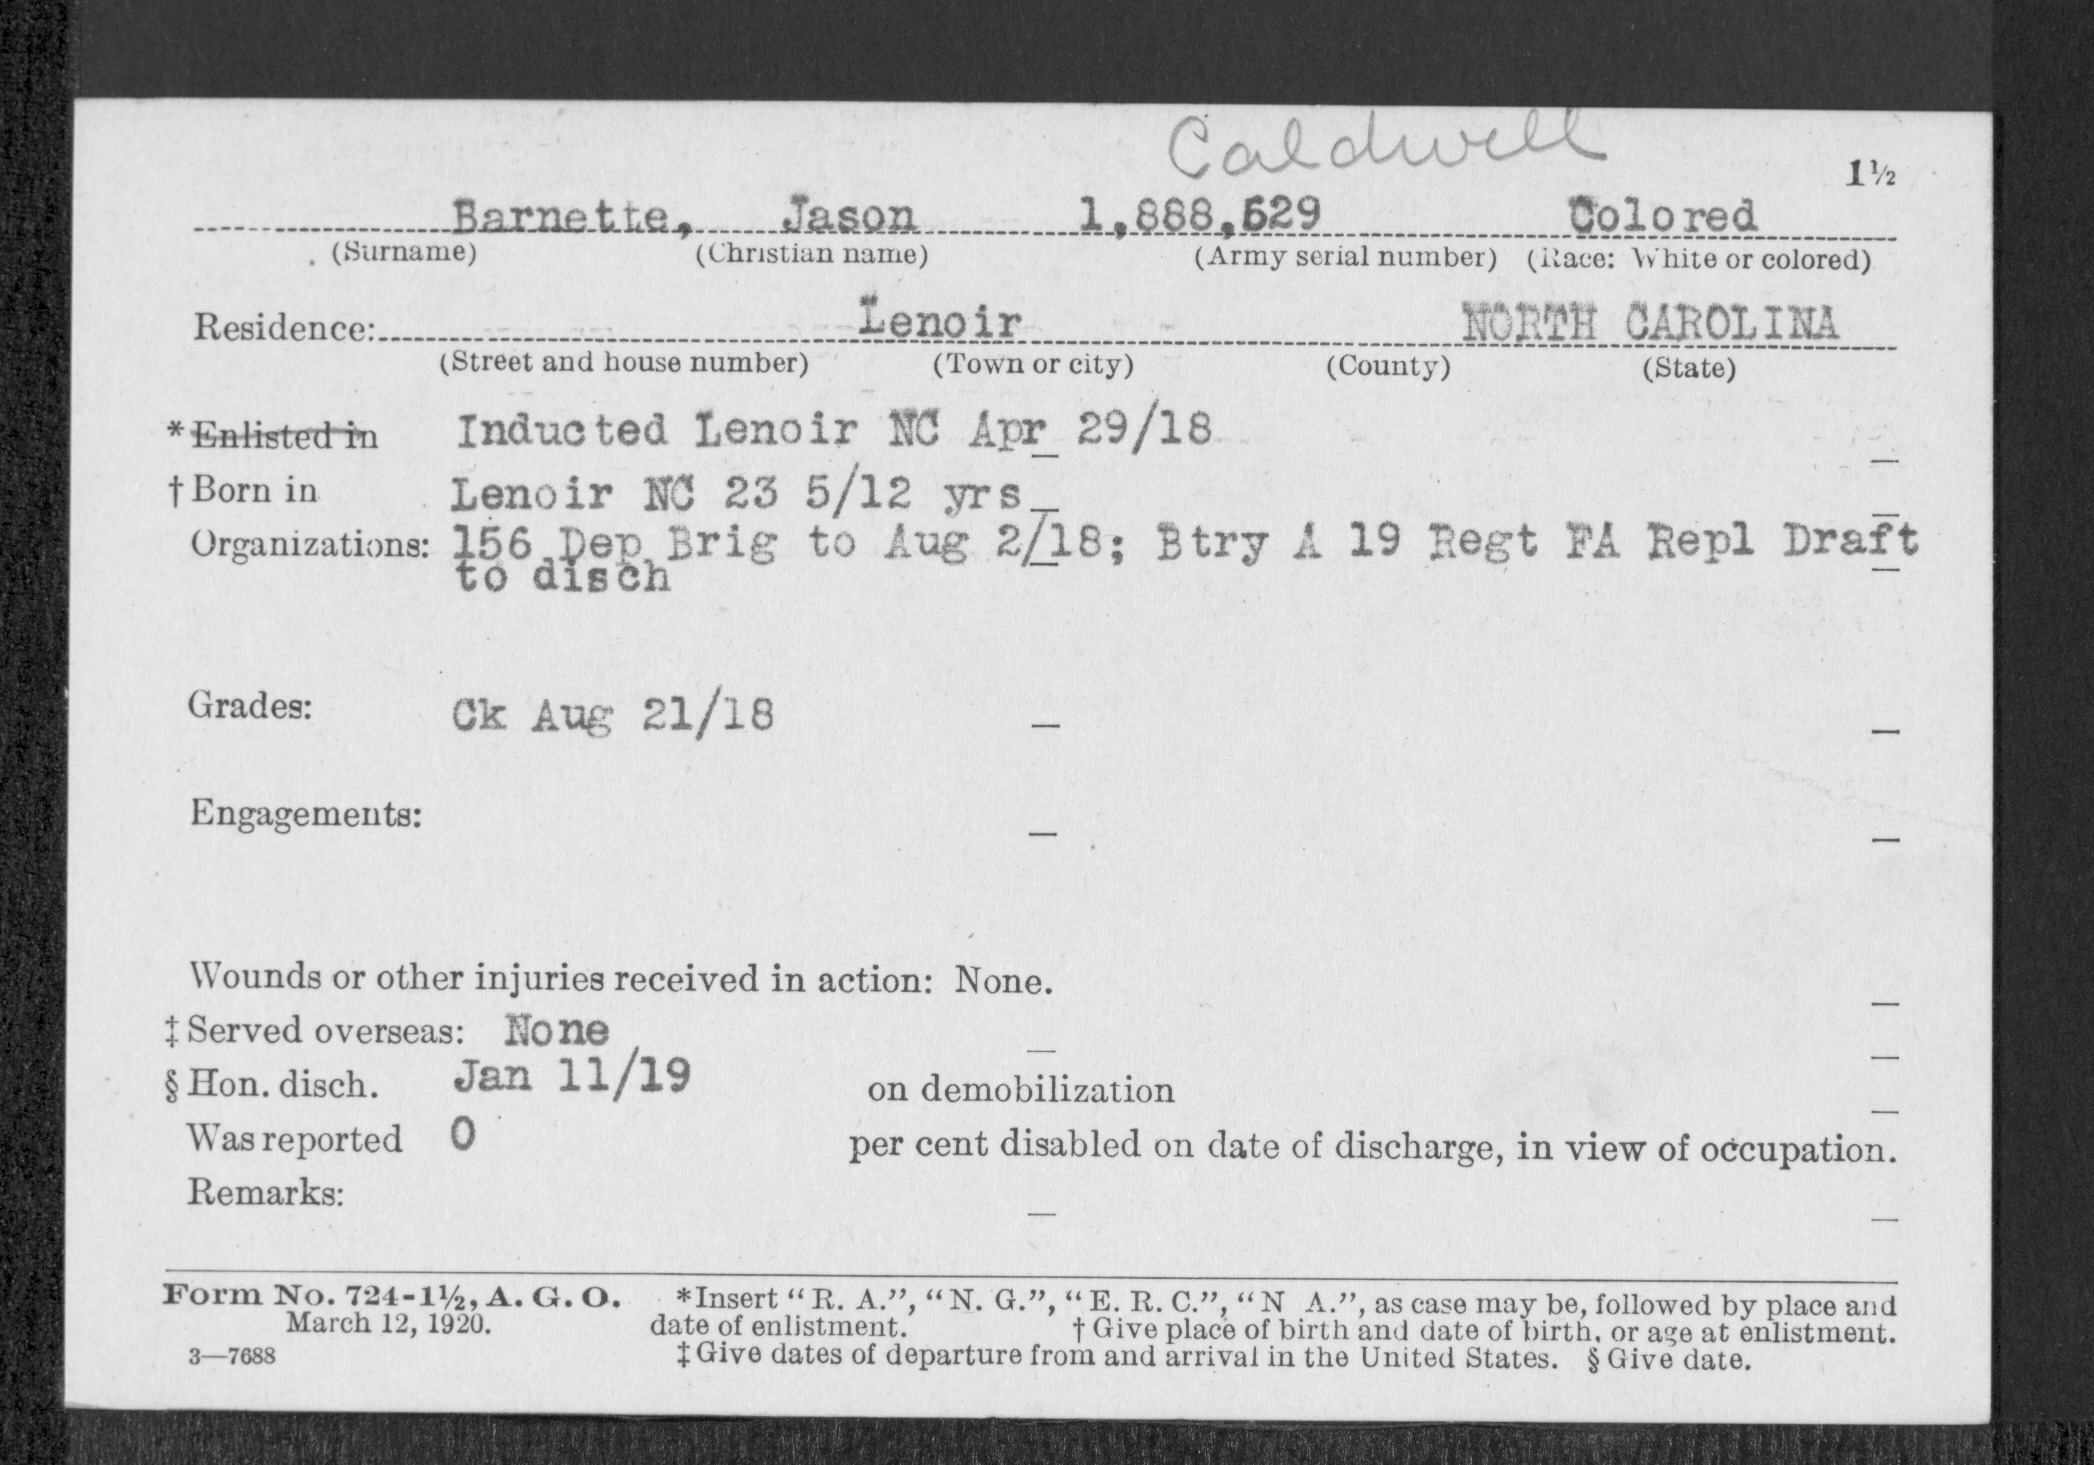 Caldwell
1½
Barnette, Jason 1,888,629 Colored
(Surname) (Christian name) (Army serial number) (Race: White or colored)
Residence: Lenoir NORTH CAROLINA
(Street and house number) (Town or city) (County) (State)
* Enlisted in Inducted Lenoir NC Apr 29/18
† Born in Lenoir NC 23 5/12 yrs
Organizations: 156 Dep Brig to Aug 2/18; Btry A 19 Regt FA Repl Draft
to disch
Grades: Ck Aug 21/18
Engagements:
Wounds or other injuries received in action: None.
‡ Served overseas: None
§ Hon. disch. Jan 11/19 on demobilization
Was reported 0 per cent disabled on date of discharge, in view of occupation.
Remarks:
Form No. 724-1½, A. G. O. *Insert “R. A.”, “N. G.”, “E. R. C.”, “N A.”, as case may be, followed by place and
March 12, 1920. date of enlistment. † Give place of birth and date of birth, or age at enlistment.
3—7688 ‡ Give dates of departure from and arrival in the United States. § Give date.